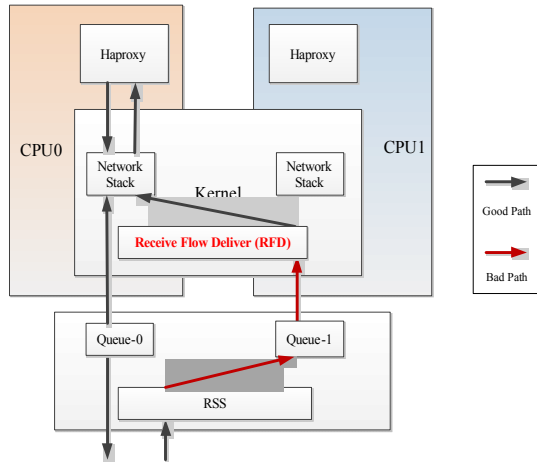 Haproxy
Haproxy
CPU0
CPU1
Network
Stack
Network
Stack
Kernel
Receive Flow Deliver (RFD)
Good Path
Bad Path
Queue-0
Queue-1
RSS